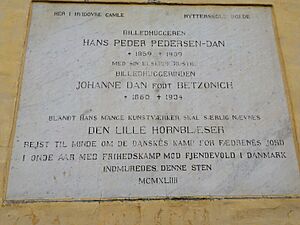 HER I HVIDOVRE GAMLE RYTTERSKOLE BOEDE
BILLEDHUGGEREN
HANS PEDER PEDERSEN-DAN
* 1859 † 1939
MED SIN ELSKEDE HUSTRU
BILLEDHUGGERINDEN
JOHANNE DAN FØDT BETZONICH
* 1860 † 1934
BLANDT HANS MANGE KUNSTVÆRKER SKAL SÆRLIG NÆVNES
DEN LILLE HORNBLÆSER
REJST TIL MINDE OM DE DANSKES KAMP FOR FÆDRENES JORD
I ONDE AAR MED FRIHEDSKAMP MOD FJENDEVOLD I DANMARK
INDMUREDES DENNE STEN
MCMXLIII